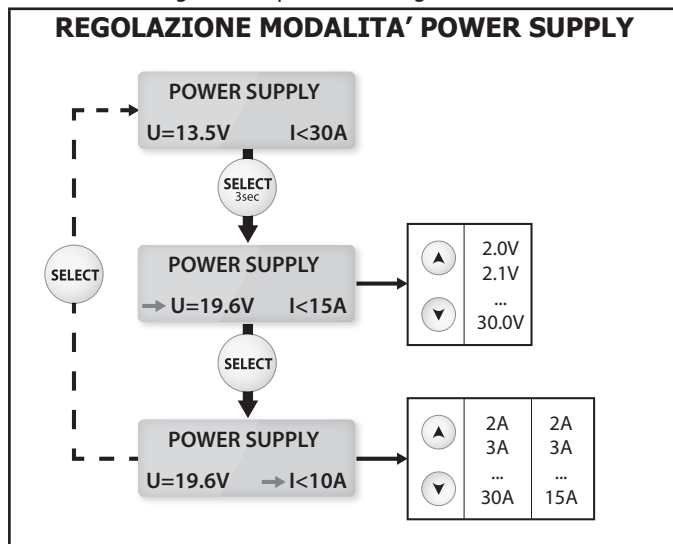 REGOLAZIONE MODALITA’ POWER SUPPLY
POWER SUPPLY
U=13.5V I<30A
SELECT
3sec
SELECT
POWER SUPPLY
U=19.6V I<15A
2.0V
2.1V
...
30.0V
SELECT
POWER SUPPLY
U=19.6V I<10A
2A 2A
3A 3A
... ...
30A 15A